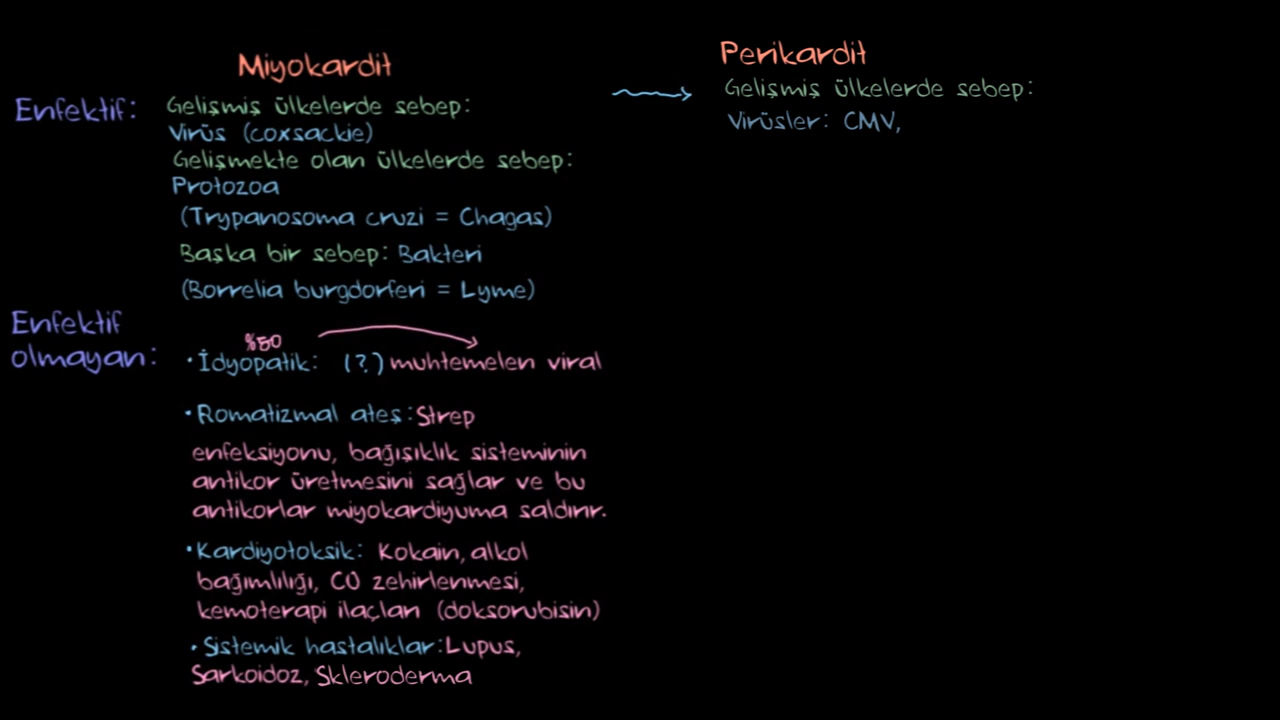 Miyokardit
Enfektif:
Gelişmiş ülkelerde sebep:
Virüs (coxsackie)
Gelişmekte olan ülkelerde sebep:
Protozoa
(Trypanosoma cruzi = Chagas)
Başka bir sebep: Bakteri
(Borrelia burgdorferi = Lyme)
Enfektif
olmayan:
%50
• İdyopatik: (?) muhtemelen viral
• Romatizmal ateş: Strep
enfeksiyonu, bağışıklık sisteminin
antikor üretmesini sağlar ve bu
antikorlar miyokardiyuma saldırır.
• Kardiyotoksik: Kokain, alkol
bağımlılığı, CO zehirlenmesi,
kemoterapi ilaçları (doksorubisin)
• Sistemik hastalıklar: Lupus,
Sarkoidoz, Skleroderma
Perikardit
Gelişmiş ülkelerde sebep:
Virüsler: CMV,